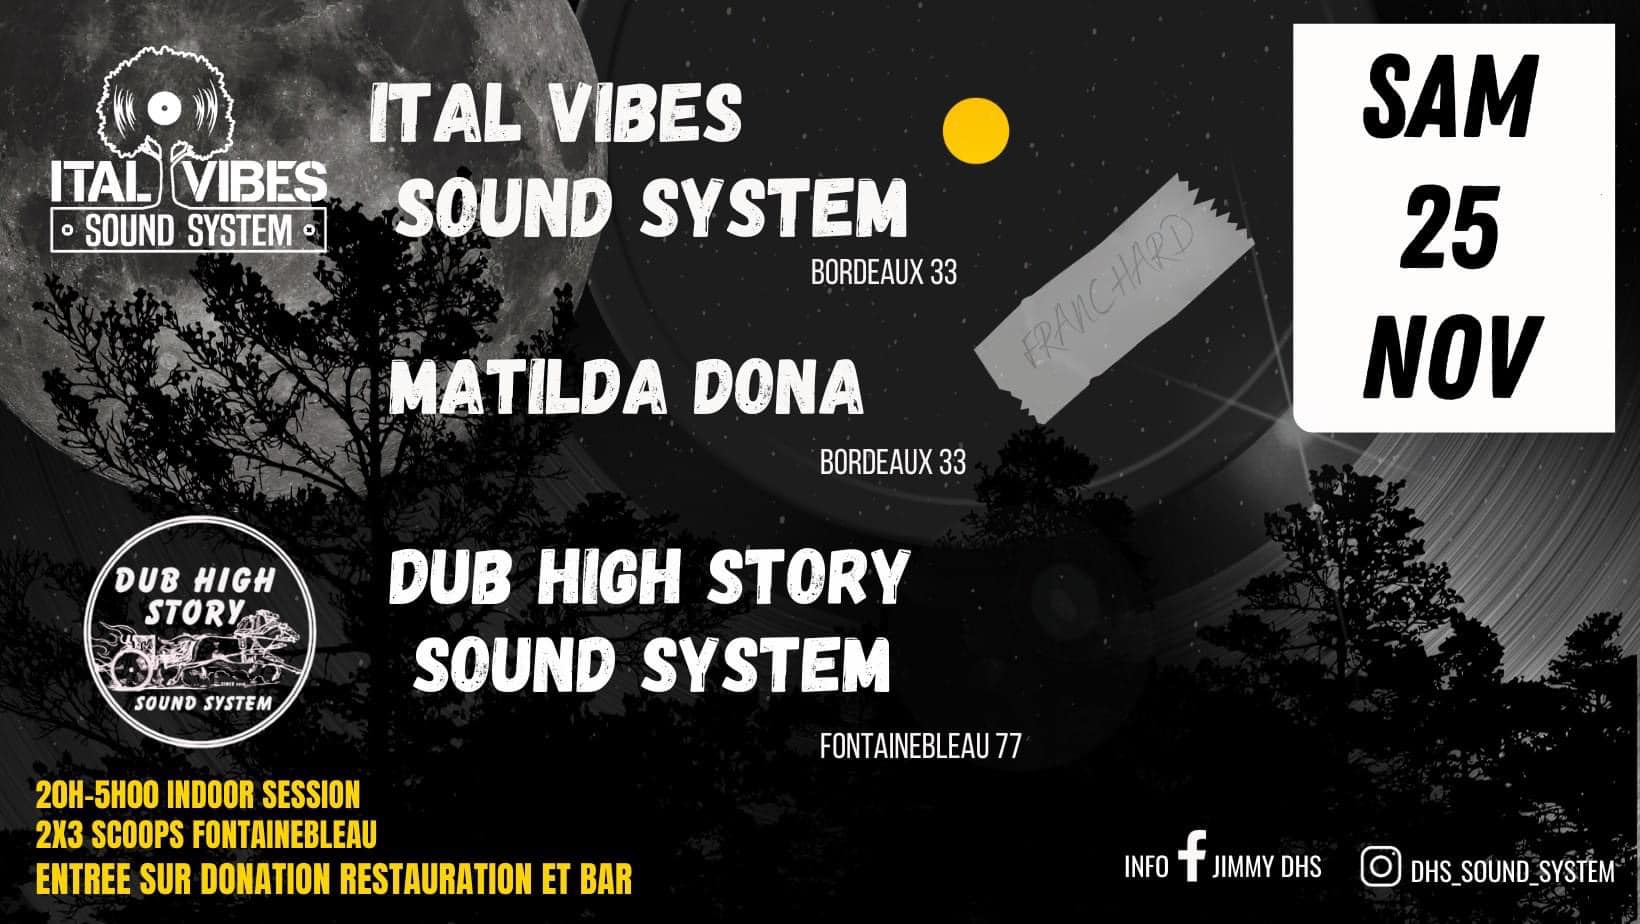 ITAL VIBES
SOUND SYSTEM
ITAL VIBES
SOUND SYSTEM
BORDEAUX 33
FRANCHARD
SAM
25
NOV
MATILDA DONA
BORDEAUX 33
DUB HIGH
STORY
SOUND SYSTEM
DUB HIGH STORY
SOUND SYSTEM
FONTAINEBLEAU 77
20H-5H00 INDOOR SESSION
2X3 SCOOPS FONTAINEBLEAU
ENTREE SUR DONATION RESTAURATION ET BAR
INFO f JIMMY DHS
DHS_SOUND_SYSTEM